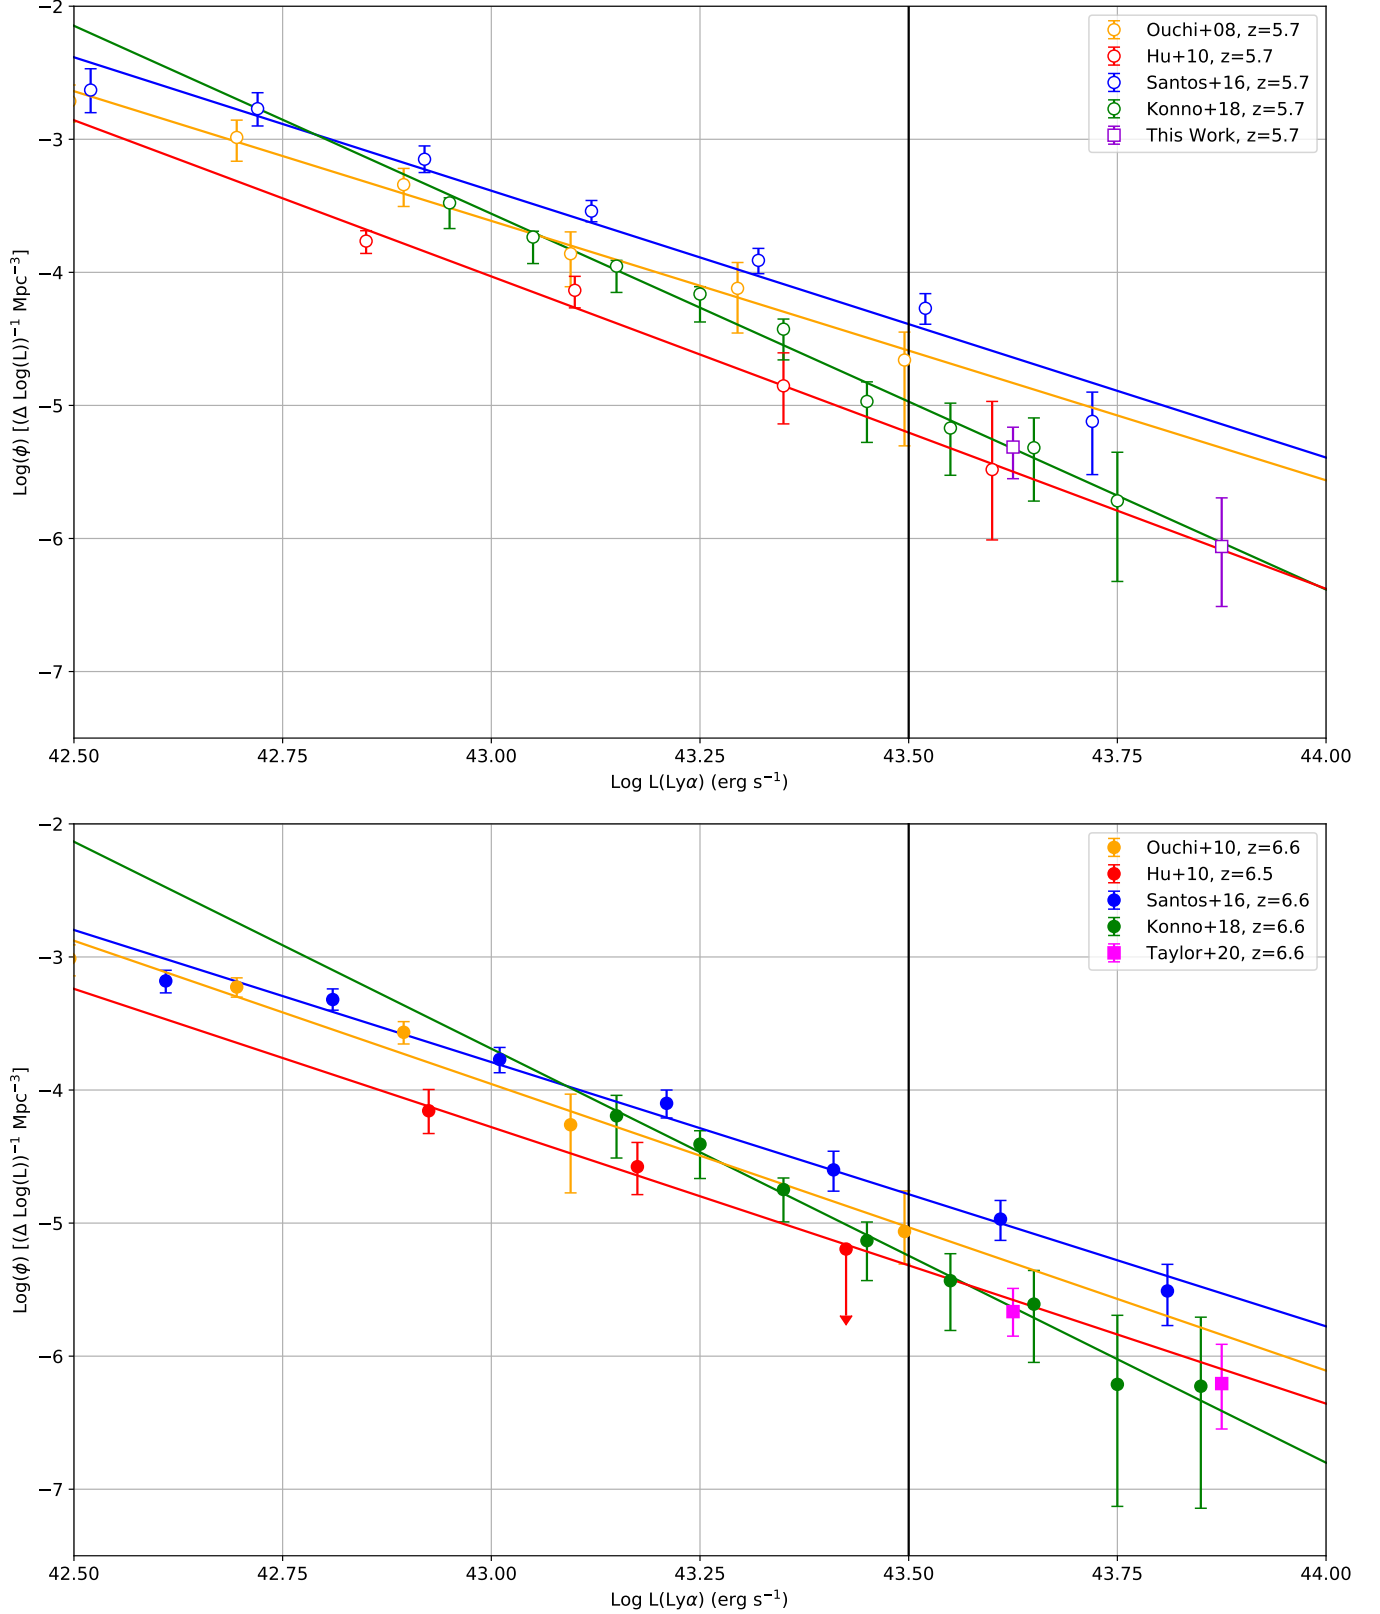 −2
−3
−4
−5
−6
−7
Log(ϕ) [(Δ Log(L))⁻¹ Mpc⁻³]
Ouchi+08, z=5.7
Hu+10, z=5.7
Santos+16, z=5.7
Konno+18, z=5.7
This Work, z=5.7
42.50 42.75 43.00 43.25 43.50 43.75 44.00
Log L(Lyα) (erg s⁻¹)
−2
−3
−4
−5
−6
−7
Log(ϕ) [(Δ Log(L))⁻¹ Mpc⁻³]
Ouchi+10, z=6.6
Hu+10, z=6.5
Santos+16, z=6.6
Konno+18, z=6.6
Taylor+20, z=6.6
42.50 42.75 43.00 43.25 43.50 43.75 44.00
Log L(Lyα) (erg s⁻¹)